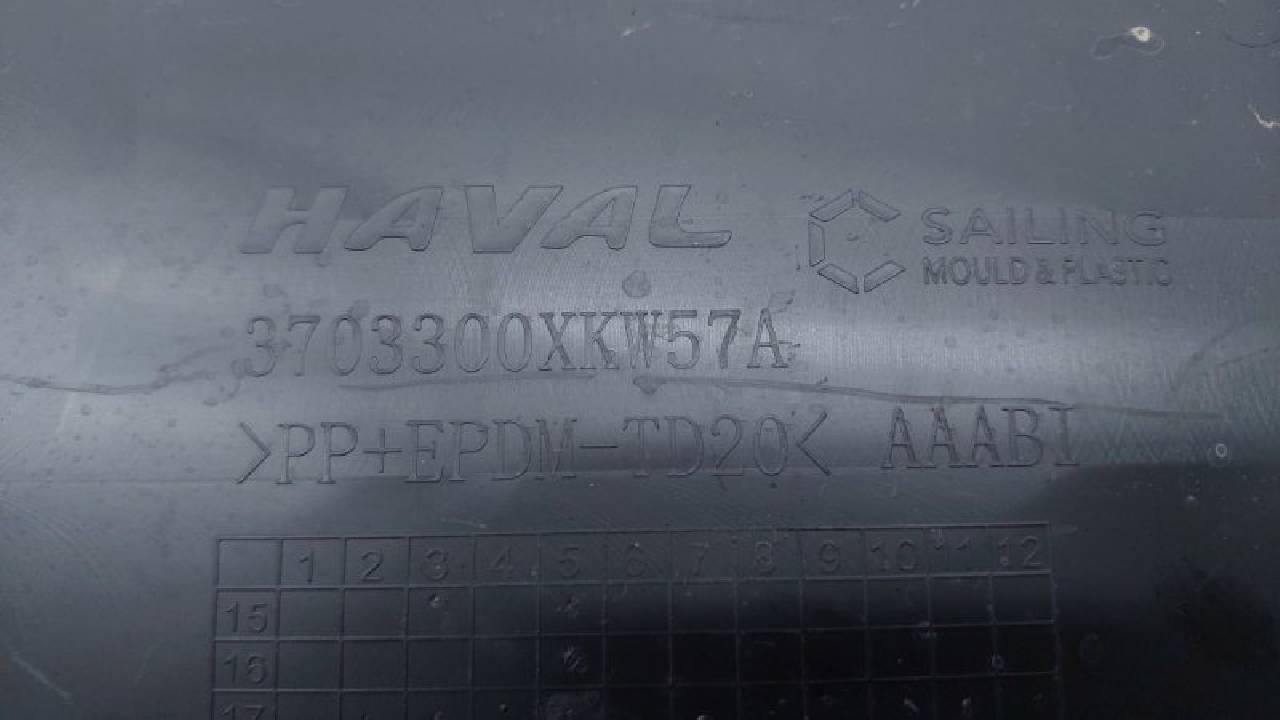 HAVAL
SAILING
MOULD & PLASTIC
3703300XKW57A
>PP+EPDM-TD20< AAABI
1 2 3 4 5 6 7 8 9 10 11 12
15
16
17